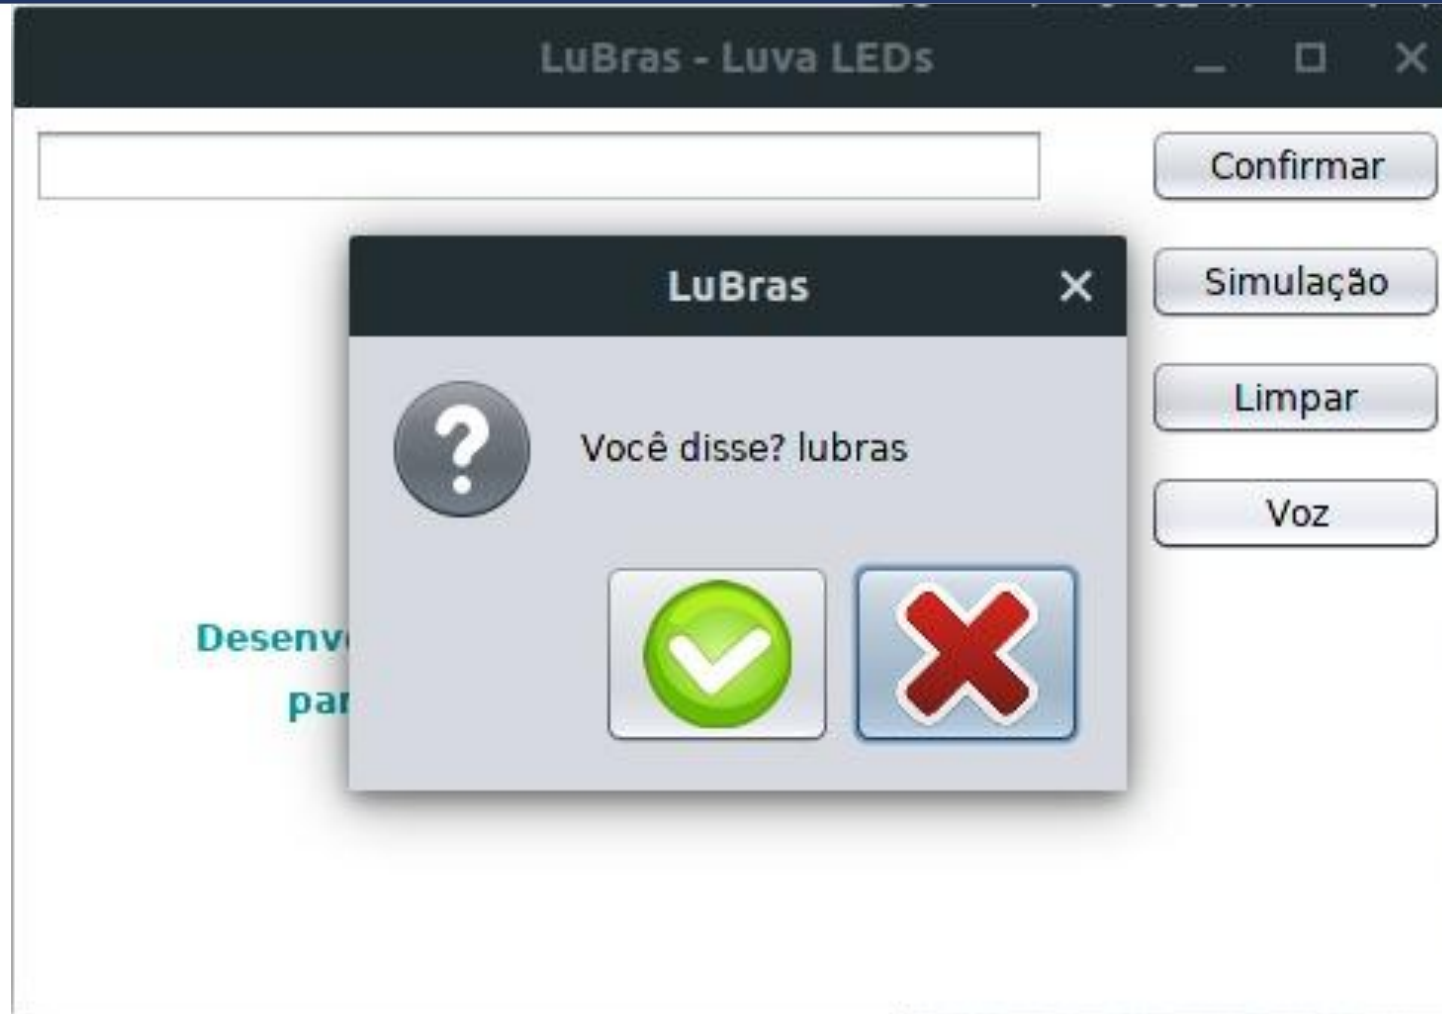 LuBras - Luva LEDs
Confirmar
LuBras
Simulação
Você disse? lubras
Limpar
Voz